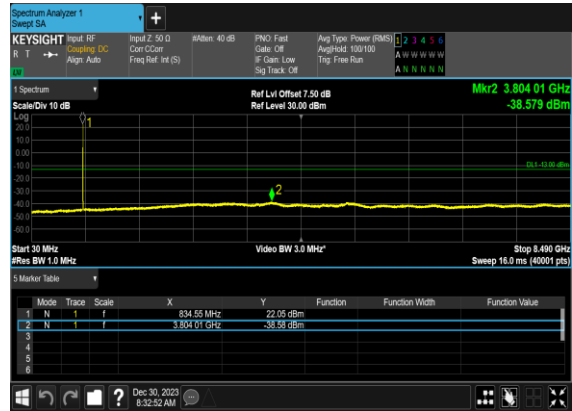 Spectrum Analyzer 1
Swept SA
+
KEYSIGHT Input: RF Input Z: 50 Ω #Atten: 40 dB PNO: Fast Avg Type: Power (RMS) 1 2 3 4 5 6
R T Coupling: DC Corr CCorr Gate: Off Avg|Hold: 100/100 A W W W W W
Align: Auto Freq Ref: Int (S) IF Gain: Low Trig: Free Run
LW Sig Track: Off A N N N N N
1 Spectrum Ref Lvl Offset 7.50 dB Mkr2 3.804 01 GHz
Scale/Div 10 dB Ref Level 30.00 dBm -38.579 dBm
Log
20.0
10.0
0.00
-10.0
-20.0
-30.0
-40.0
-50.0
-60.0
1
DL1 -13.00 dBm
2
Start 30 MHz Video BW 3.0 MHz* Stop 8.490 GHz
#Res BW 1.0 MHz Sweep 16.0 ms (40001 pts)
5 Marker Table
Mode Trace Scale X Y Function Function Width Function Value
1 N 1 f 834.55 MHz 22.05 dBm
2 N 1 f 3.804 01 GHz -38.58 dBm
3
4
5
6
? Dec 30, 2023
8:32:52 AM